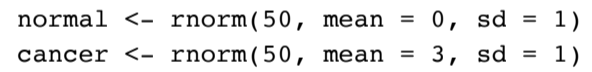 normal <- rnorm(50, mean = 0, sd = 1)
cancer <- rnorm(50, mean = 3, sd = 1)